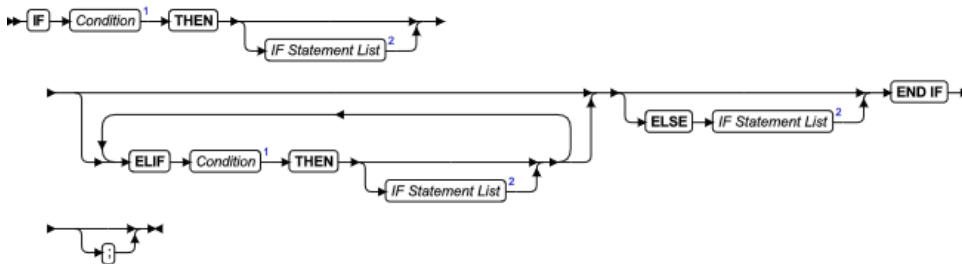 IF Condition 1 THEN
IF Statement List 2
ELSE IF Statement List 2 END IF
ELIF Condition 1 THEN
IF Statement List 2
;